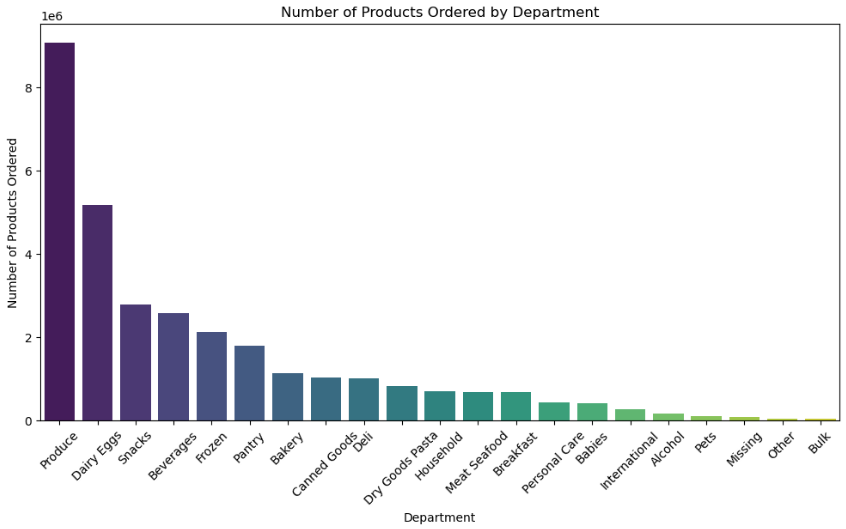 Number of Products Ordered by Department
1e6
8
6
4
2
0
Number of Products Ordered
Produce
Dairy Eggs
Snacks
Beverages
Frozen
Pantry
Bakery
Canned Goods
Deli
Dry Goods Pasta
Household
Meat Seafood
Breakfast
Personal Care
Babies
International
Alcohol
Pets
Missing
Other
Bulk
Department